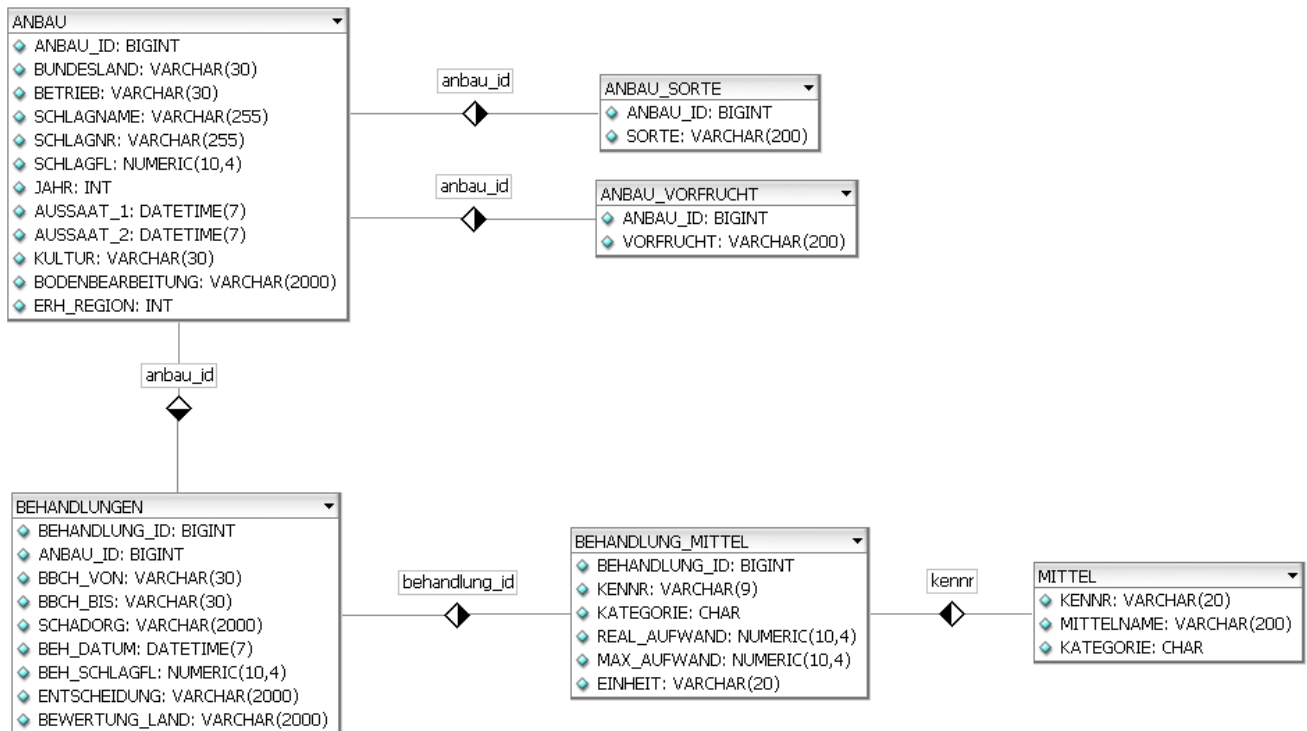 ANBAU
ANBAU_ID: BIGINT
BUNDESLAND: VARCHAR(30)
BETRIEB: VARCHAR(30)
SCHLAGNAME: VARCHAR(255)
SCHLAGNR: VARCHAR(255)
SCHLAGFL: NUMERIC(10,4)
JAHR: INT
AUSSAAT_1: DATETIME(7)
AUSSAAT_2: DATETIME(7)
KULTUR: VARCHAR(30)
BODENBEARBEITUNG: VARCHAR(2000)
ERH_REGION: INT
anbau_id
ANBAU_SORTE
ANBAU_ID: BIGINT
SORTE: VARCHAR(200)
anbau_id
ANBAU_VORFRUCHT
ANBAU_ID: BIGINT
VORFRUCHT: VARCHAR(200)
anbau_id
BEHANDLUNGEN
BEHANDLUNG_ID: BIGINT
ANBAU_ID: BIGINT
BBCH_VON: VARCHAR(30)
BBCH_BIS: VARCHAR(30)
SCHADORG: VARCHAR(2000)
BEH_DATUM: DATETIME(7)
BEH_SCHLAGFL: NUMERIC(10,4)
ENTSCHEIDUNG: VARCHAR(2000)
BEWERTUNG_LAND: VARCHAR(2000)
behandlung_id
BEHANDLUNG_MITTEL
BEHANDLUNG_ID: BIGINT
KENNR: VARCHAR(9)
KATEGORIE: CHAR
REAL_AUFWAND: NUMERIC(10,4)
MAX_AUFWAND: NUMERIC(10,4)
EINHEIT: VARCHAR(20)
kennr
MITTEL
KENNR: VARCHAR(20)
MITTELNAME: VARCHAR(200)
KATEGORIE: CHAR